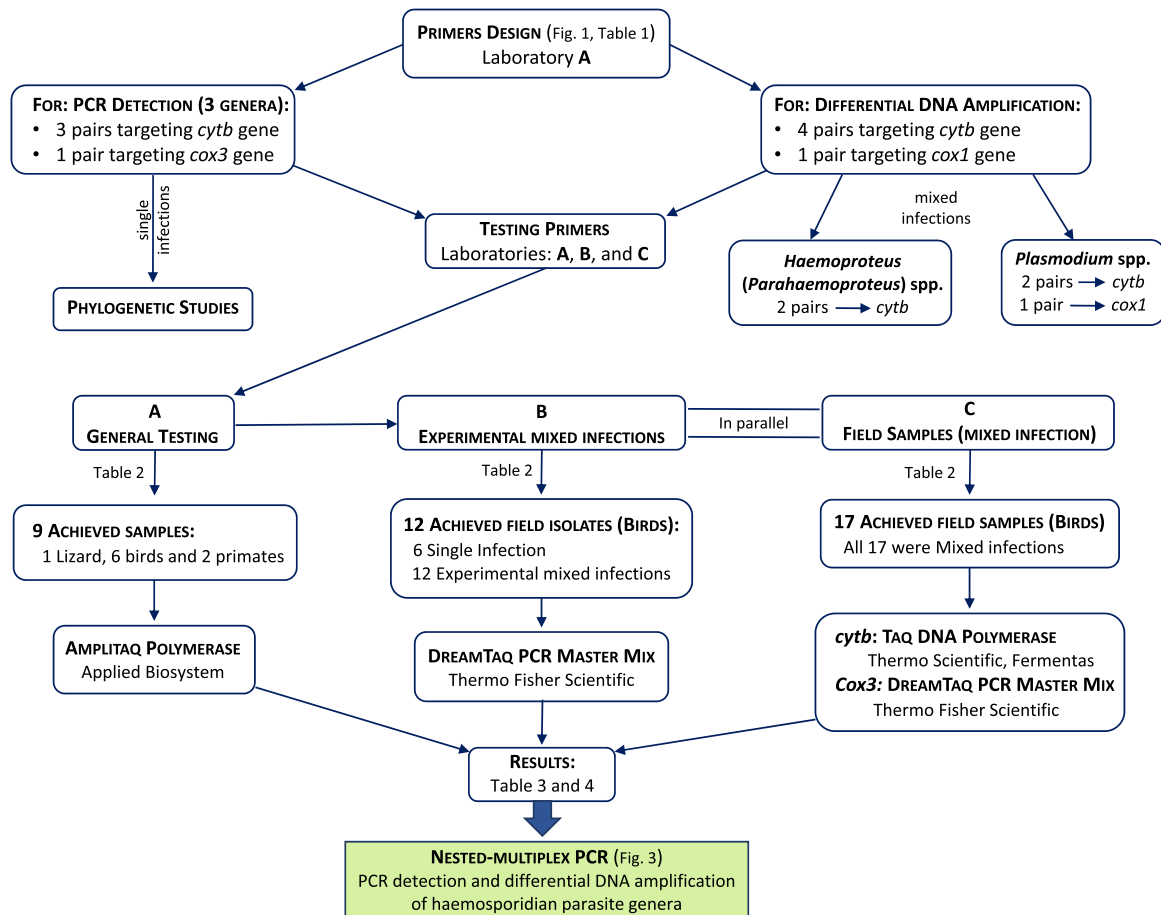 PRIMERS DESIGN (Fig. 1, Table 1)
Laboratory A
FOR: PCR DETECTION (3 GENERA):
• 3 pairs targeting cytb gene
• 1 pair targeting cox3 gene
FOR: DIFFERENTIAL DNA AMPLIFICATION:
• 4 pairs targeting cytb gene
• 1 pair targeting cox1 gene
single
infections
mixed
infections
TESTING PRIMERS
Laboratories: A, B, and C
Haemoproteus
(Parahaemoproteus) spp.
2 pairs → cytb
Plasmodium spp.
2 pairs → cytb
1 pair → cox1
PHYLOGENETIC STUDIES
A
GENERAL TESTING
B
EXPERIMENTAL MIXED INFECTIONS
In parallel
C
FIELD SAMPLES (MIXED INFECTION)
Table 2
Table 2
Table 2
9 ACHIEVED SAMPLES:
1 Lizard, 6 birds and 2 primates
12 ACHIEVED FIELD ISOLATES (BIRDS):
6 Single Infection
12 Experimental mixed infections
17 ACHIEVED FIELD SAMPLES (BIRDS)
All 17 were Mixed infections
AMPLITAQ POLYMERASE
Applied Biosystem
DREAMTAQ PCR MASTER MIX
Thermo Fisher Scientific
cytb: TAQ DNA POLYMERASE
Thermo Scientific, Fermentas
Cox3: DREAMTAQ PCR MASTER MIX
Thermo Fisher Scientific
RESULTS:
Table 3 and 4
NESTED-MULTIPLEX PCR (Fig. 3)
PCR detection and differential DNA amplification
of haemosporidian parasite genera